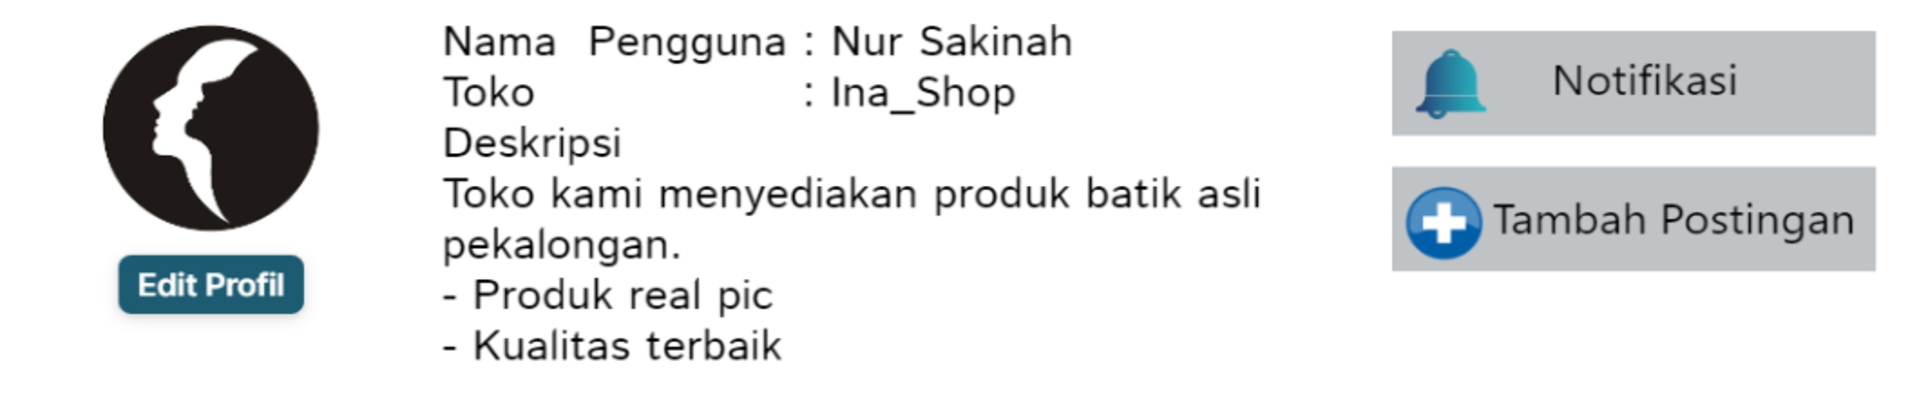 Nama Pengguna : Nur Sakinah
Toko : Ina_Shop
Deskripsi
Toko kami menyediakan produk batik asli
pekalongan.
- Produk real pic
- Kualitas terbaik
Edit Profil
Notifikasi
Tambah Postingan